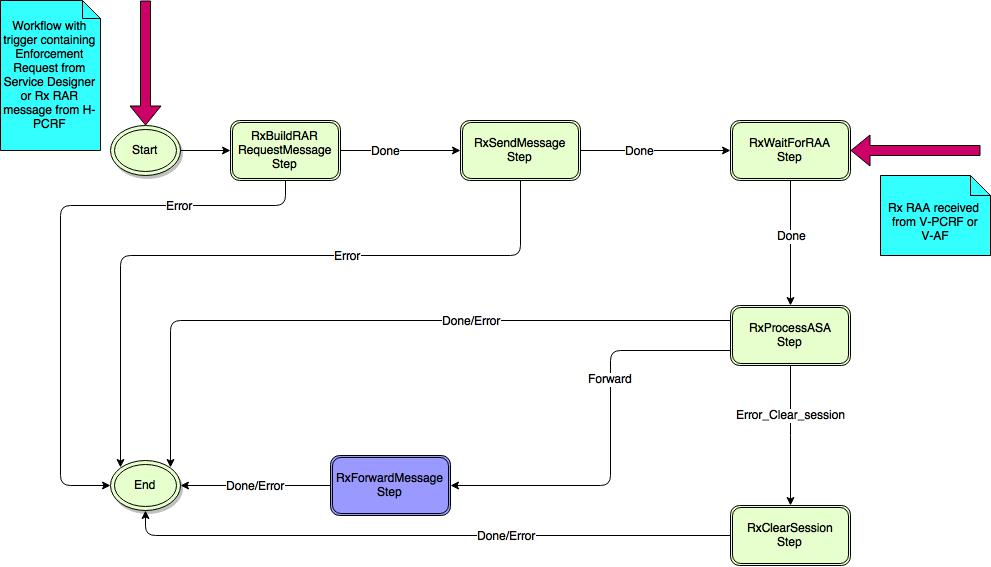 Workflow with
trigger containing
Enforcement
Request from
Service Designer
or Rx RAR
message from H-
PCRF
Start
RxBuildRAR
RequestMessage
Step
Done
RxSendMessage
Step
Done
RxWaitForRAA
Step
Rx RAA received
from V-PCRF or
V-AF
Error
Error
Done
Done/Error
RxProcessASA
Step
Forward
Error_Clear_session
End
Done/Error
RxForwardMessage
Step
Done/Error
RxClearSession
Step